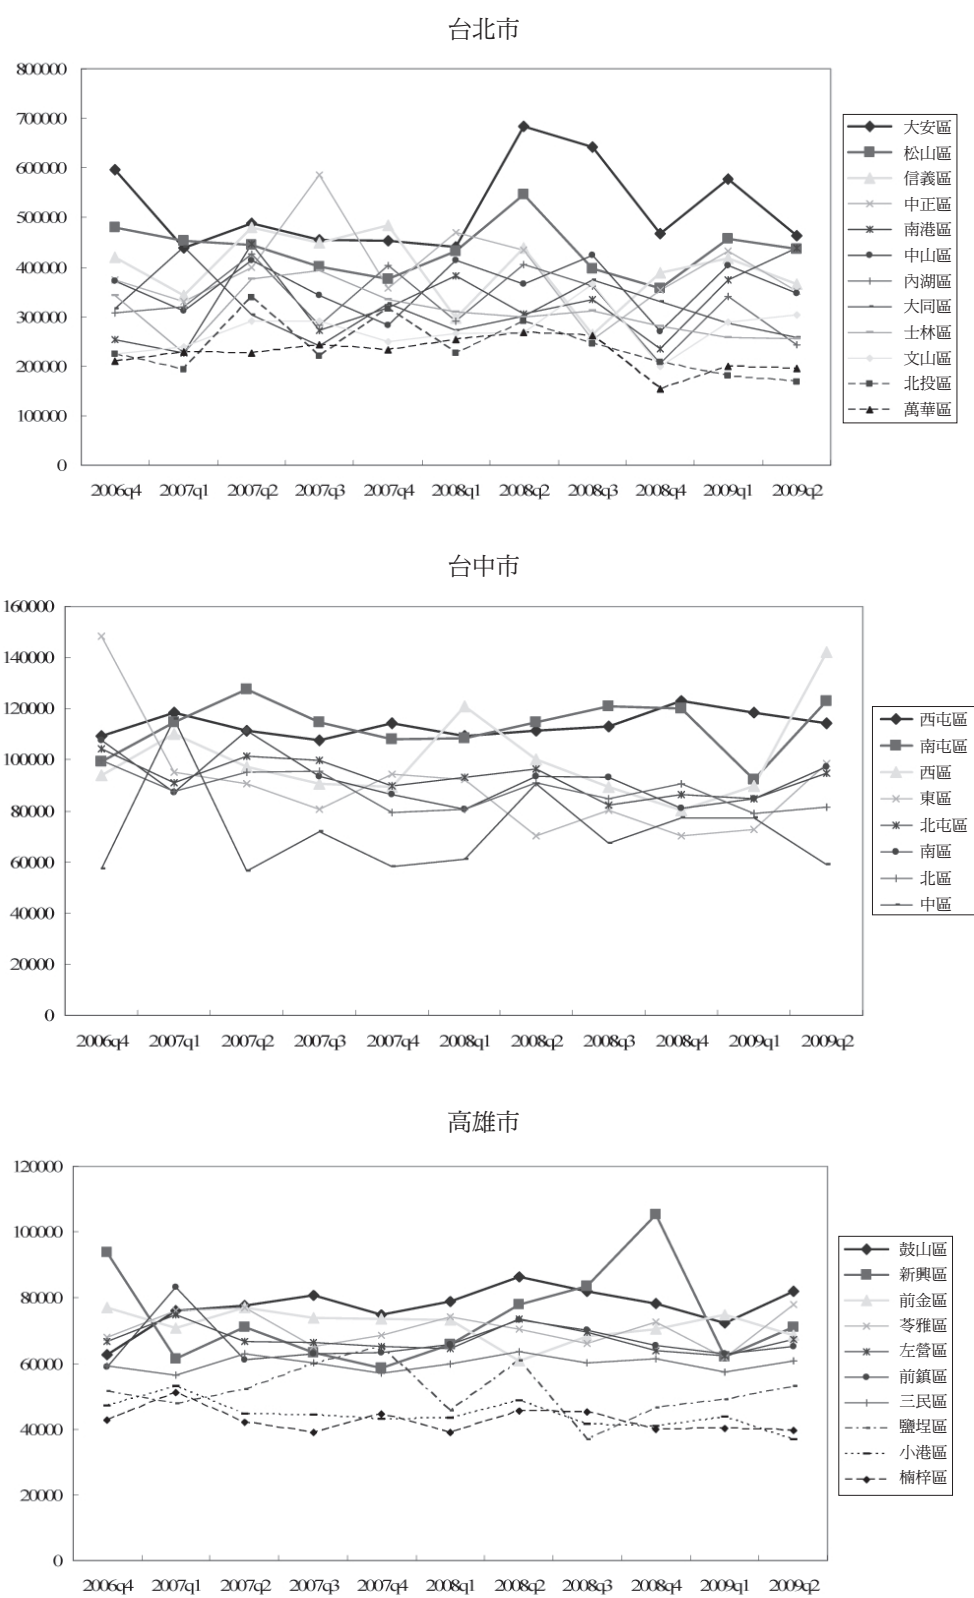 台北市
800000
700000
600000
500000
400000
300000
200000
100000
0
2006q4 2007q1 2007q2 2007q3 2007q4 2008q1 2008q2 2008q3 2008q4 2009q1 2009q2
大安區
松山區
信義區
中正區
南港區
中山區
內湖區
大同區
士林區
文山區
北投區
萬華區
台中市
160000
140000
120000
100000
80000
60000
40000
20000
0
2006q4 2007q1 2007q2 2007q3 2007q4 2008q1 2008q2 2008q3 2008q4 2009q1 2009q2
西屯區
南屯區
西區
東區
北屯區
南區
北區
中區
高雄市
120000
100000
80000
60000
40000
20000
0
2006q4 2007q1 2007q2 2007q3 2007q4 2008q1 2008q2 2008q3 2008q4 2009q1 2009q2
鼓山區
新興區
前金區
苓雅區
左營區
前鎮區
三民區
鹽埕區
小港區
楠梓區